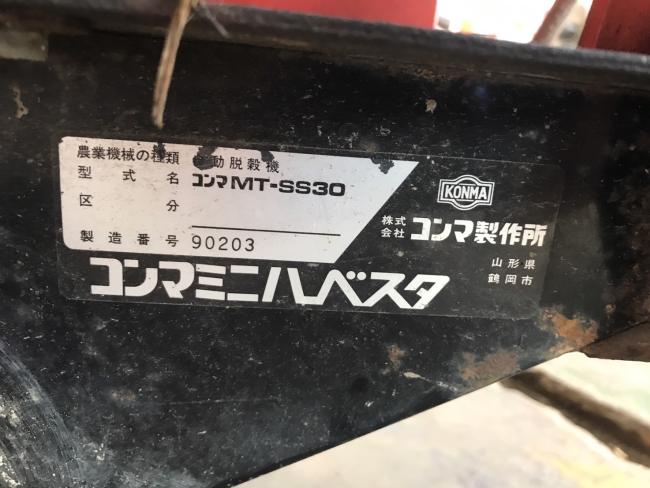 農業機械の種類 自動脱穀機
型式名 コンマMT-SS30
区分
製造番号 90203
KONMA
株式会社 コンマ製作所
山形県
鶴岡市
コンマミニハベスタ